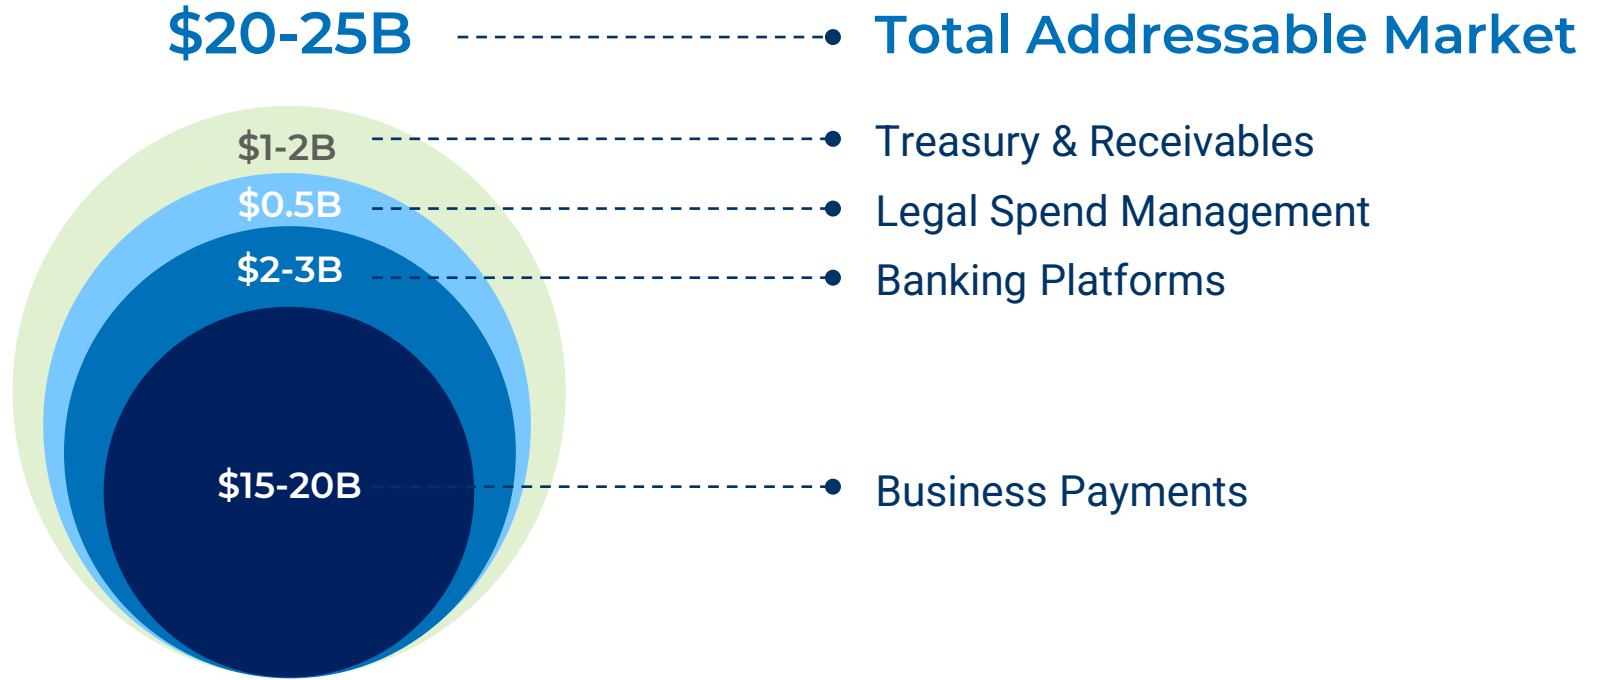 $20-25B Total Addressable Market
$1-2B Treasury & Receivables
$0.5B Legal Spend Management
$2-3B Banking Platforms
$15-20B Business Payments